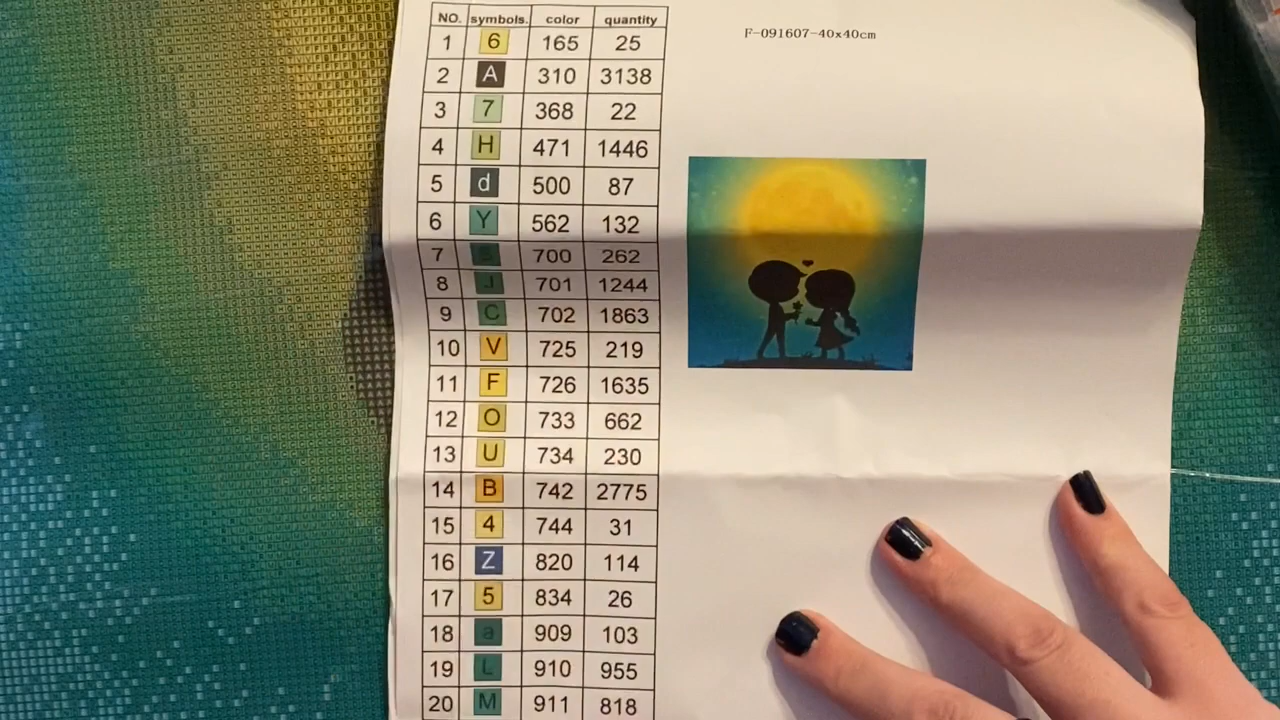 NO. symbols. color quantity
1 6 165 25
2 A 310 3138
3 7 368 22
4 H 471 1446
5 d 500 87
6 Y 562 132
7 700 262
8 J 701 1244
9 C 702 1863
10 V 725 219
11 F 726 1635
12 O 733 662
13 U 734 230
14 B 742 2775
15 4 744 31
16 Z 820 114
17 5 834 26
18 a 909 103
19 L 910 955
20 M 911 818
F-091607-40x40cm